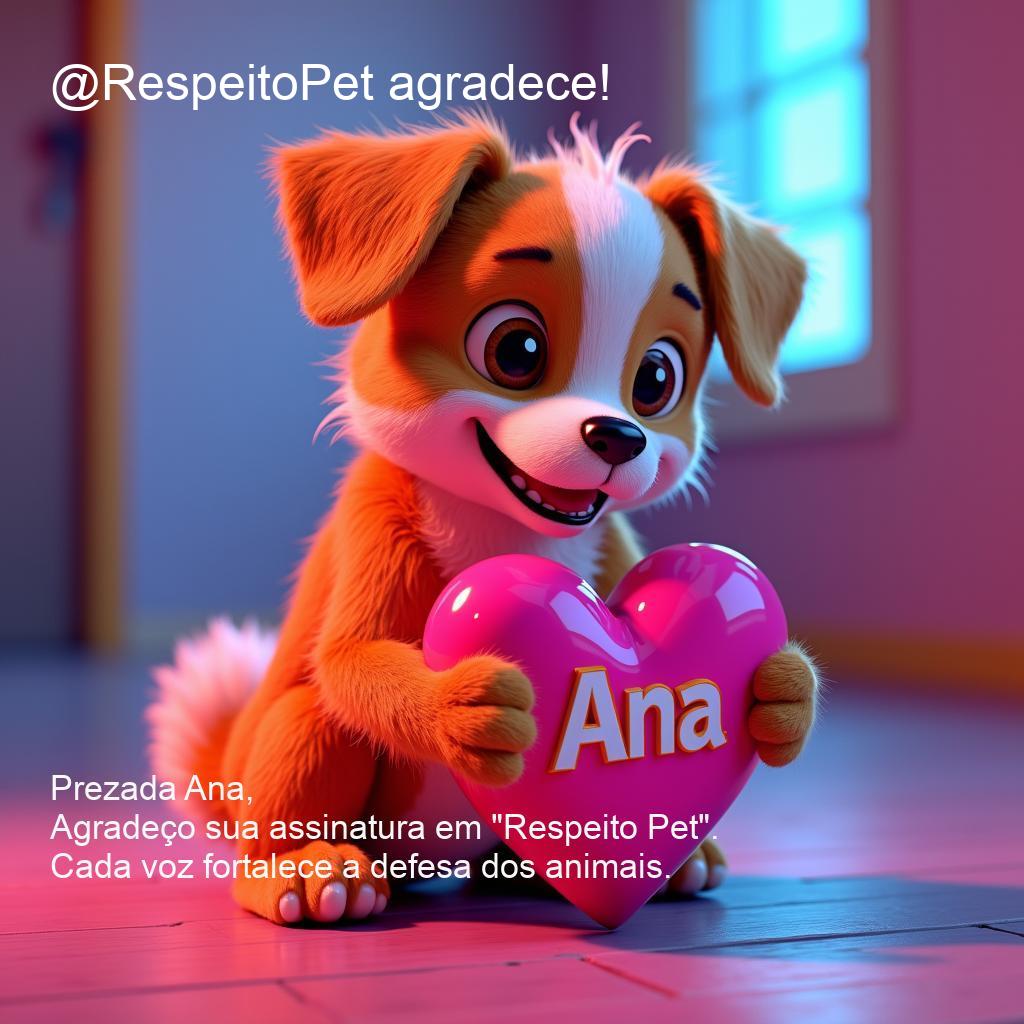 @RespeitoPet agradece!
Ana
Prezada Ana,
Agradeço sua assinatura em "Respeito Pet".
Cada voz fortalece a defesa dos animais.